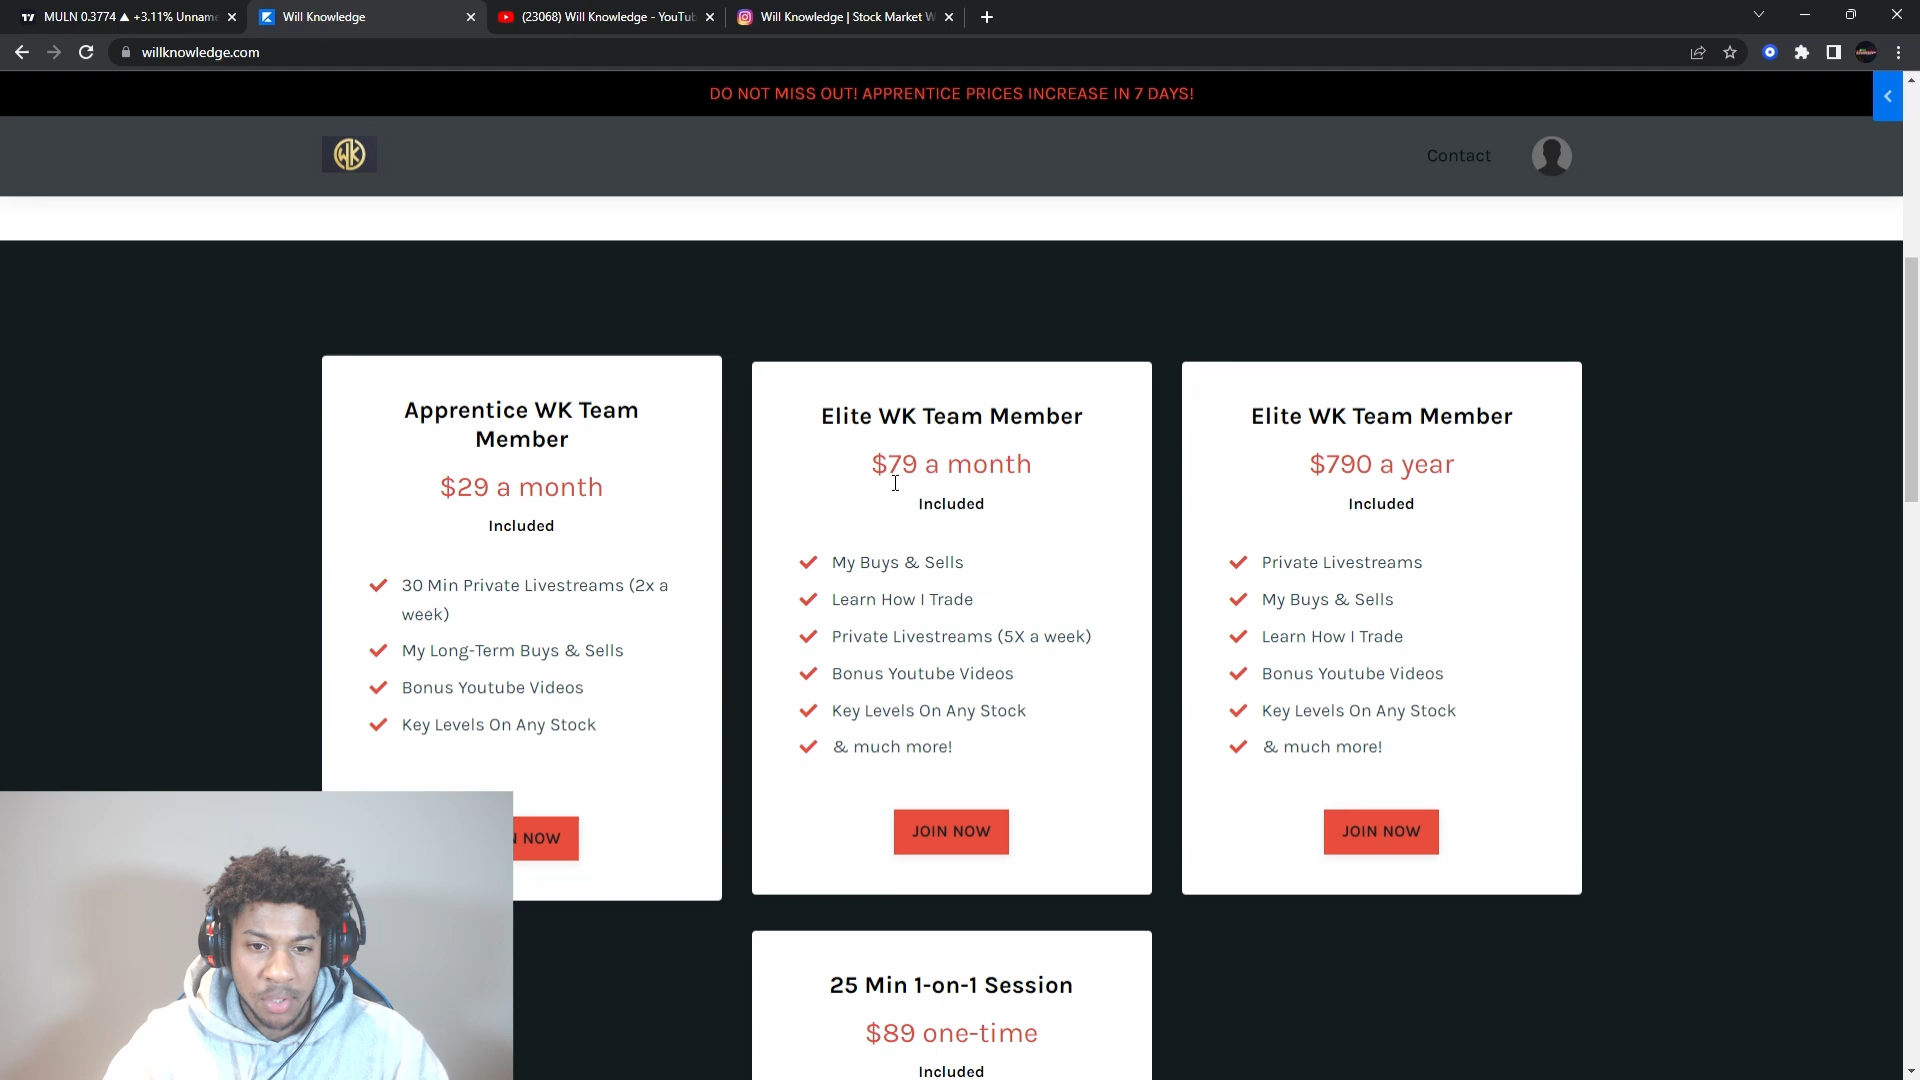 MULN 0.3774 ▲ +3.11% Unname
Will Knowledge
(23068) Will Knowledge - YouTub
Will Knowledge | Stock Market W
willknowledge.com
DO NOT MISS OUT! APPRENTICE PRICES INCREASE IN 7 DAYS!
WK
Contact
Apprentice WK Team
Member
$29 a month
Included
30 Min Private Livestreams (2x a
week)
My Long-Term Buys & Sells
Bonus Youtube Videos
Key Levels On Any Stock
N NOW
Elite WK Team Member
$79 a month
Included
My Buys & Sells
Learn How I Trade
Private Livestreams (5X a week)
Bonus Youtube Videos
Key Levels On Any Stock
& much more!
JOIN NOW
Elite WK Team Member
$790 a year
Included
Private Livestreams
My Buys & Sells
Learn How I Trade
Bonus Youtube Videos
Key Levels On Any Stock
& much more!
JOIN NOW
25 Min 1-on-1 Session
$89 one-time
Included